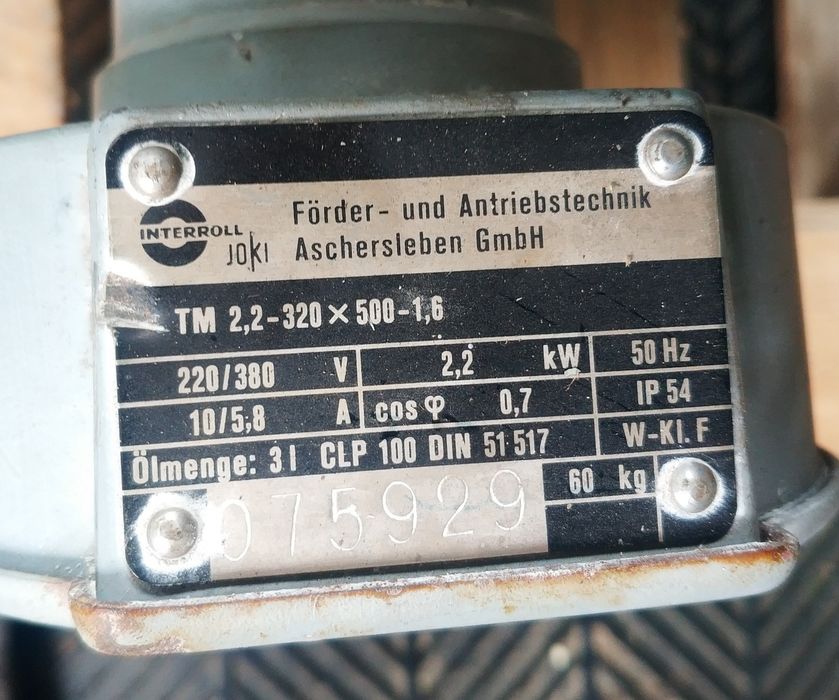 INTERROLL
JOKI
Förder- und Antriebstechnik
Aschersleben GmbH
TM 2,2-320 x 500-1,6
220/380 V 2,2 kW 50 Hz
10/5,8 A cos φ 0,7 IP 54
Ölmenge: 3 l CLP 100 DIN 51 517 W-Kl. F
075929 60 kg